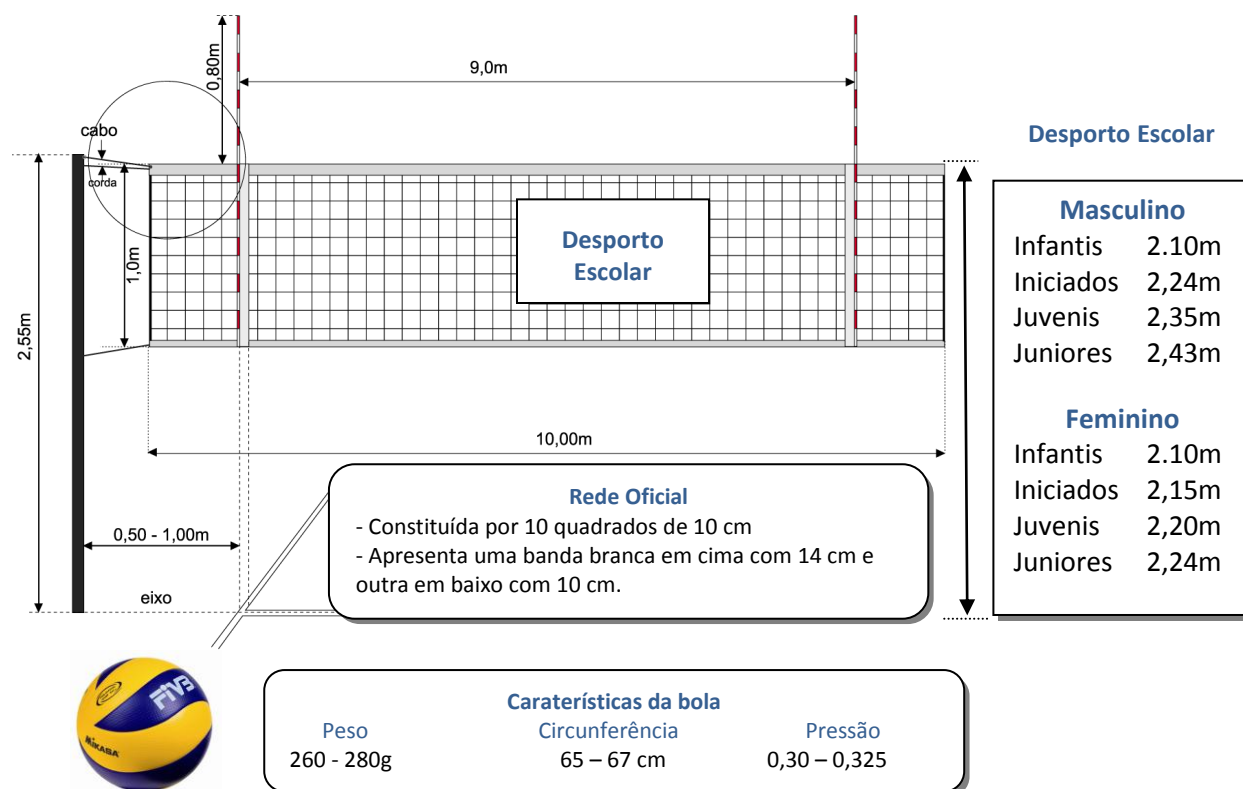 0,80m
9,0m
cabo
corda
1,0m
2,55m
Desporto
Escolar
10,00m
0,50 - 1,00m
eixo
Rede Oficial
- Constituída por 10 quadrados de 10 cm
- Apresenta uma banda branca em cima com 14 cm e
outra em baixo com 10 cm.
Desporto Escolar
Masculino
Infantis 2.10m
Iniciados 2,24m
Juvenis 2,35m
Juniores 2,43m
Feminino
Infantis 2.10m
Iniciados 2,15m
Juvenis 2,20m
Juniores 2,24m
FIVB
MIKASA
Caraterísticas da bola
Peso Circunferência Pressão
260 - 280g 65 – 67 cm 0,30 – 0,325